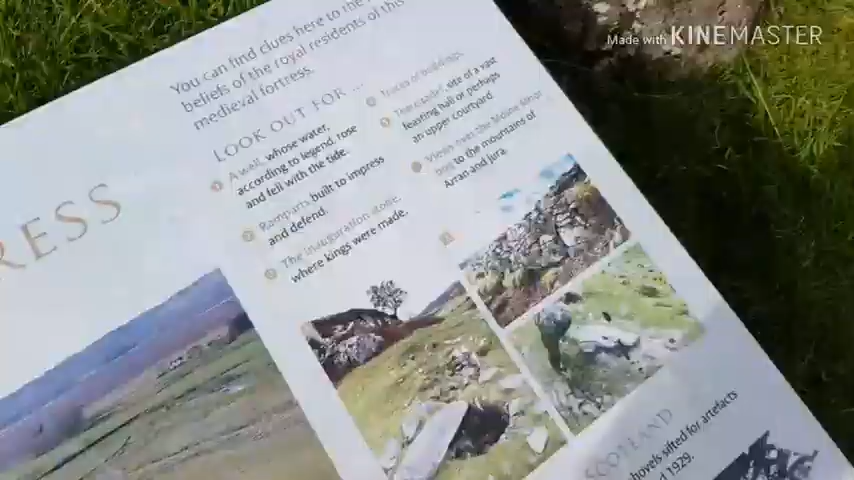 Made with KINEMASTER
You can find clues here to the
beliefs of the royal residents of this
medieval fortress.
LOOK OUT FOR ...
A well, whose water,
according to legend, rose
and fell with the tide.
Ramparts built to impress
and defend.
The inauguration stone,
where kings were made.
Traces of buildings.
The citadel, site of a vast
feasting hall or perhaps
an upper courtyard.
Views over the Moine Mhor
bog to the mountains of
Arran and Jura.
RESS
SCOTLAND
hovels sifted for artefacts
d 1929.